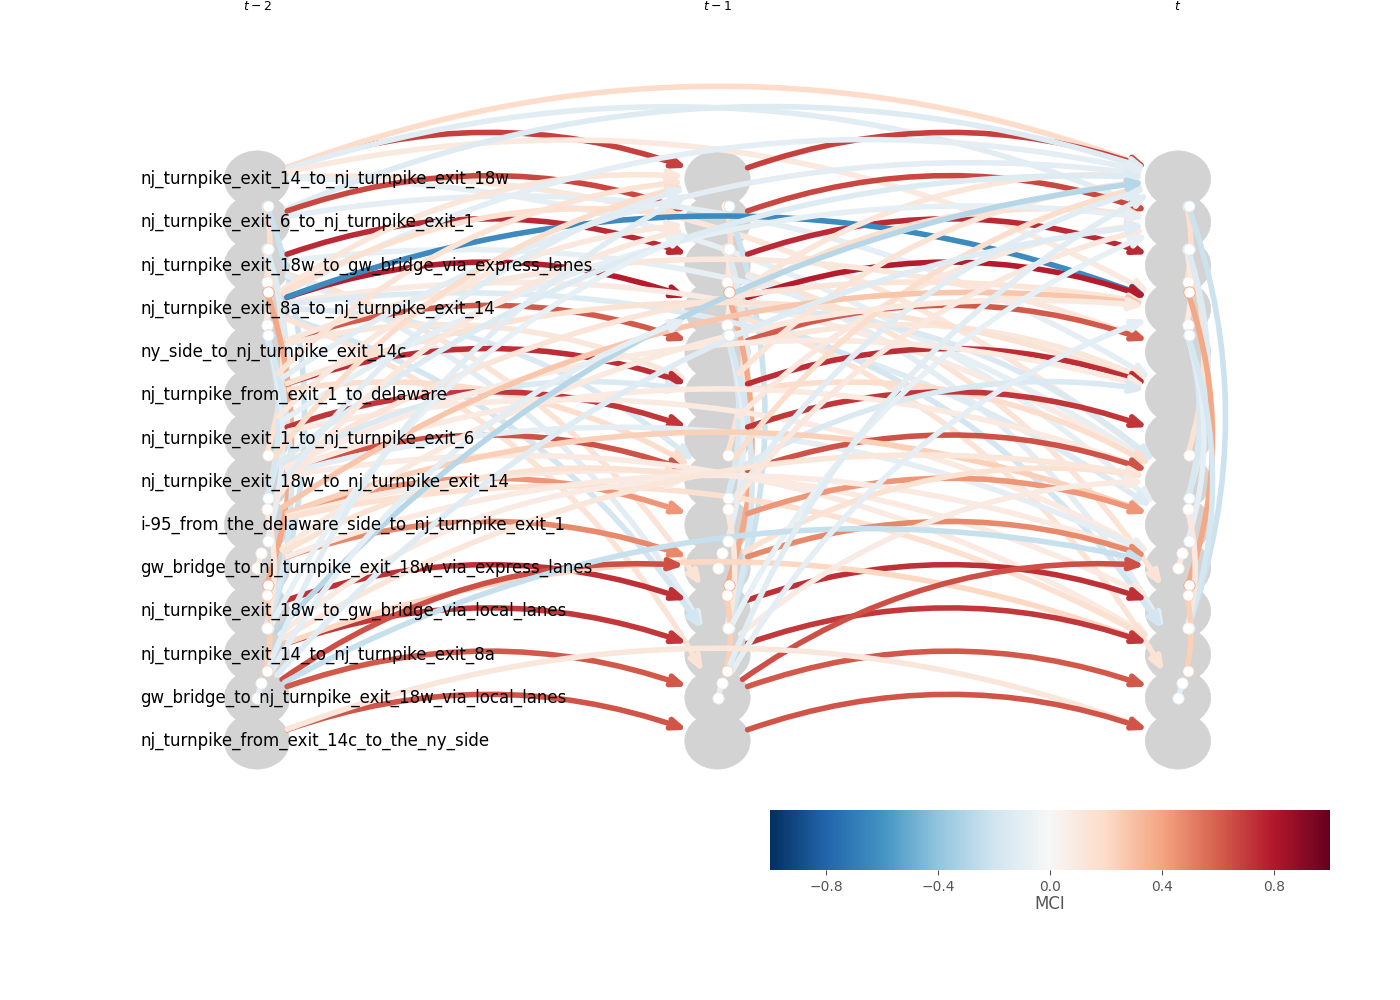 t − 2 t − 1 t
nj_turnpike_exit_14_to_nj_turnpike_exit_18w
nj_turnpike_exit_6_to_nj_turnpike_exit_1
nj_turnpike_exit_18w_to_gw_bridge_via_express_lanes
nj_turnpike_exit_8a_to_nj_turnpike_exit_14
ny_side_to_nj_turnpike_exit_14c
nj_turnpike_from_exit_1_to_delaware
nj_turnpike_exit_1_to_nj_turnpike_exit_6
nj_turnpike_exit_18w_to_nj_turnpike_exit_14
i-95_from_the_delaware_side_to_nj_turnpike_exit_1
gw_bridge_to_nj_turnpike_exit_18w_via_express_lanes
nj_turnpike_exit_18w_to_gw_bridge_via_local_lanes
nj_turnpike_exit_14_to_nj_turnpike_exit_8a
gw_bridge_to_nj_turnpike_exit_18w_via_local_lanes
nj_turnpike_from_exit_14c_to_the_ny_side
−0.8 −0.4 0.0 0.4 0.8
MCI